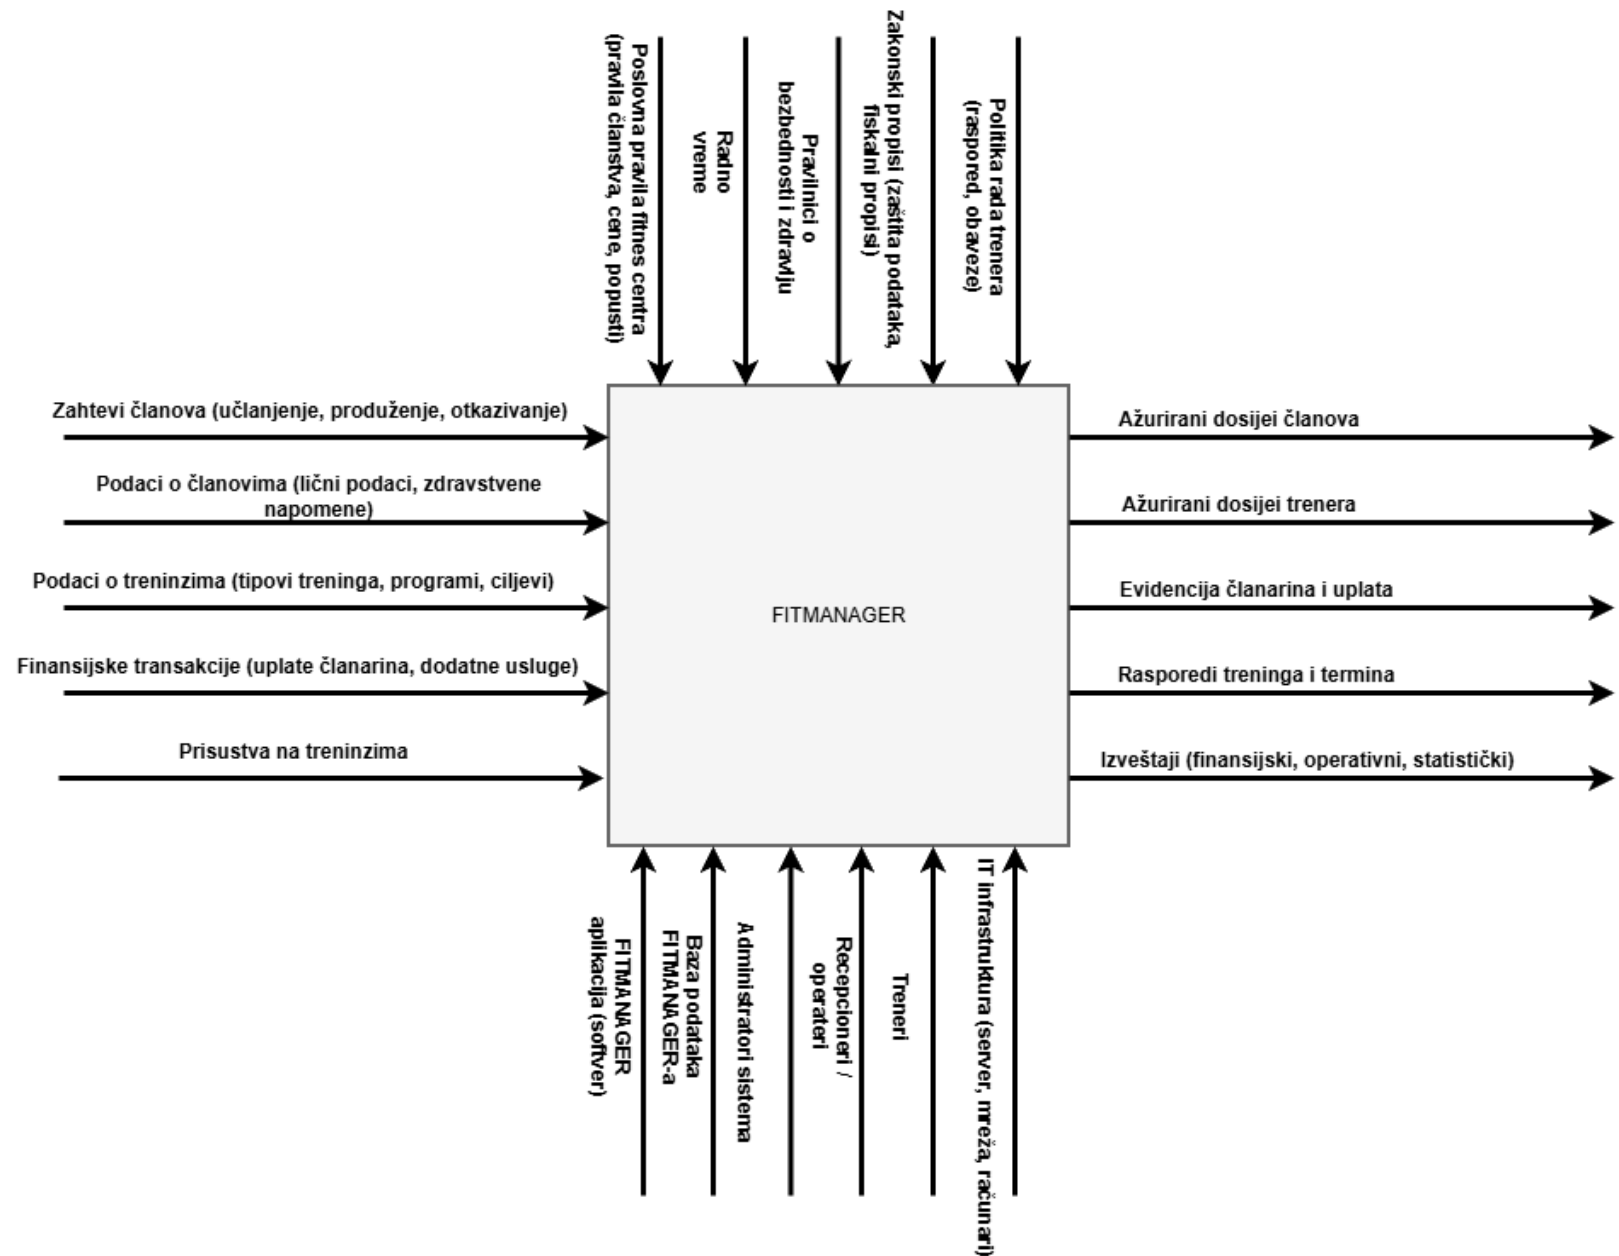 Poslovna pravila fitnes centra
(pravila članstva, cene, popusti)
Radno
vreme
Pravilnici o
bezbednosti i zdravlju
Zakonski propisi (zaštita podataka,
fiskalni propisi)
Politika rada trenera
(raspored, obaveze)
Zahtevi članova (učlanjenje, produženje, otkazivanje)
Podaci o članovima (lični podaci, zdravstvene
napomene)
Podaci o treninzima (tipovi treninga, programi, ciljevi)
Finansijske transakcije (uplate članarina, dodatne usluge)
Prisustva na treninzima
FITMANAGER
Ažurirani dosijei članova
Ažurirani dosijei trenera
Evidencija članarina i uplata
Rasporedi treninga i termina
Izveštaji (finansijski, operativni, statistički)
FITMANAGER
aplikacija (softver)
Baza podataka
FITMANAGER-a
Administratori sistema
Recepcioneri /
operateri
Treneri
IT infrastruktura (server, mreža, računari)